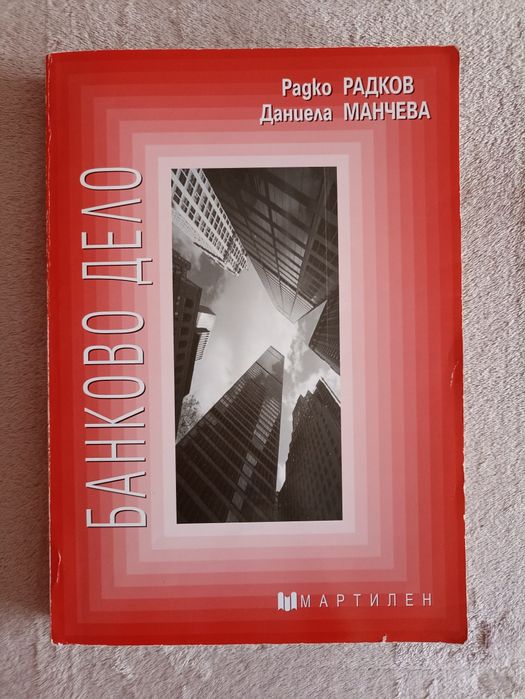 Радко РАДКОВ
Даниела МАНЧЕВА
БАНКОВО ДЕЛО
МАРТИЛЕН